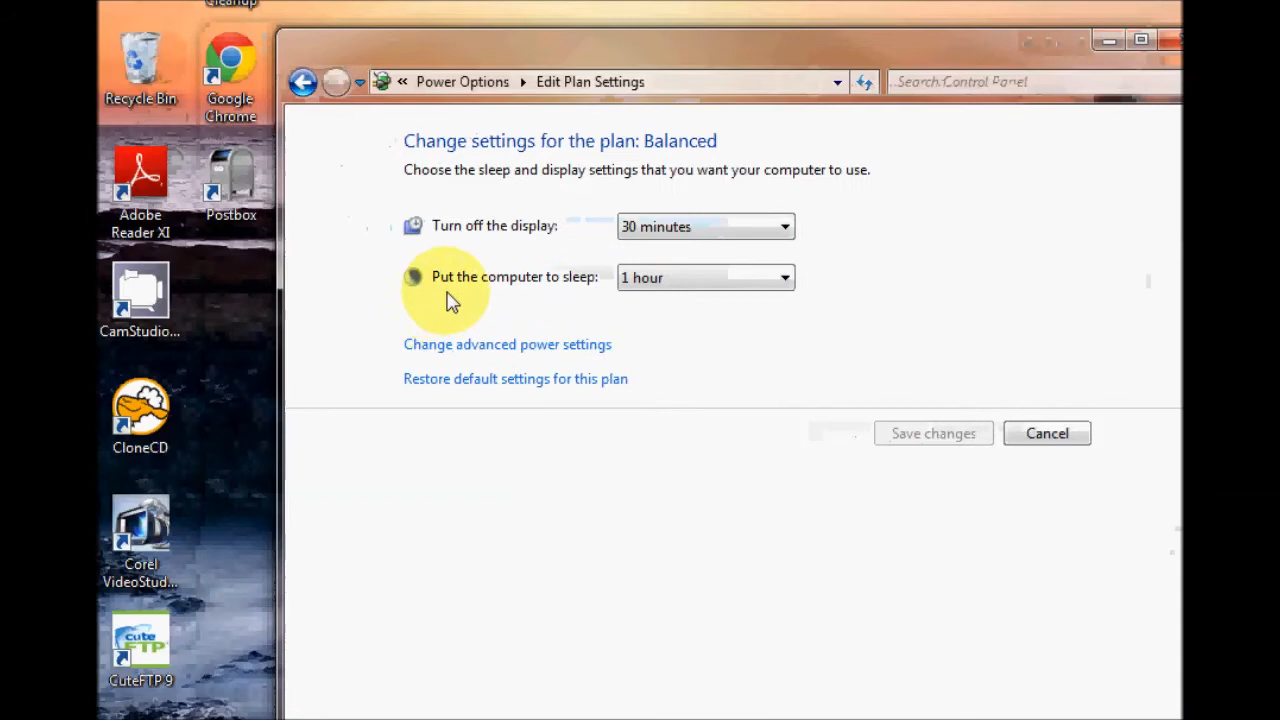 Cleanup
Recycle Bin
Google
Chrome
Adobe
Reader XI
Postbox
CamStudio...
CloneCD
Corel
VideoStud...
cute
FTP
CuteFTP 9
« Power Options ▸ Edit Plan Settings
Search Control Panel
Change settings for the plan: Balanced
Choose the sleep and display settings that you want your computer to use.
Turn off the display: 30 minutes
Put the computer to sleep: 1 hour
Change advanced power settings
Restore default settings for this plan
Save changes Cancel